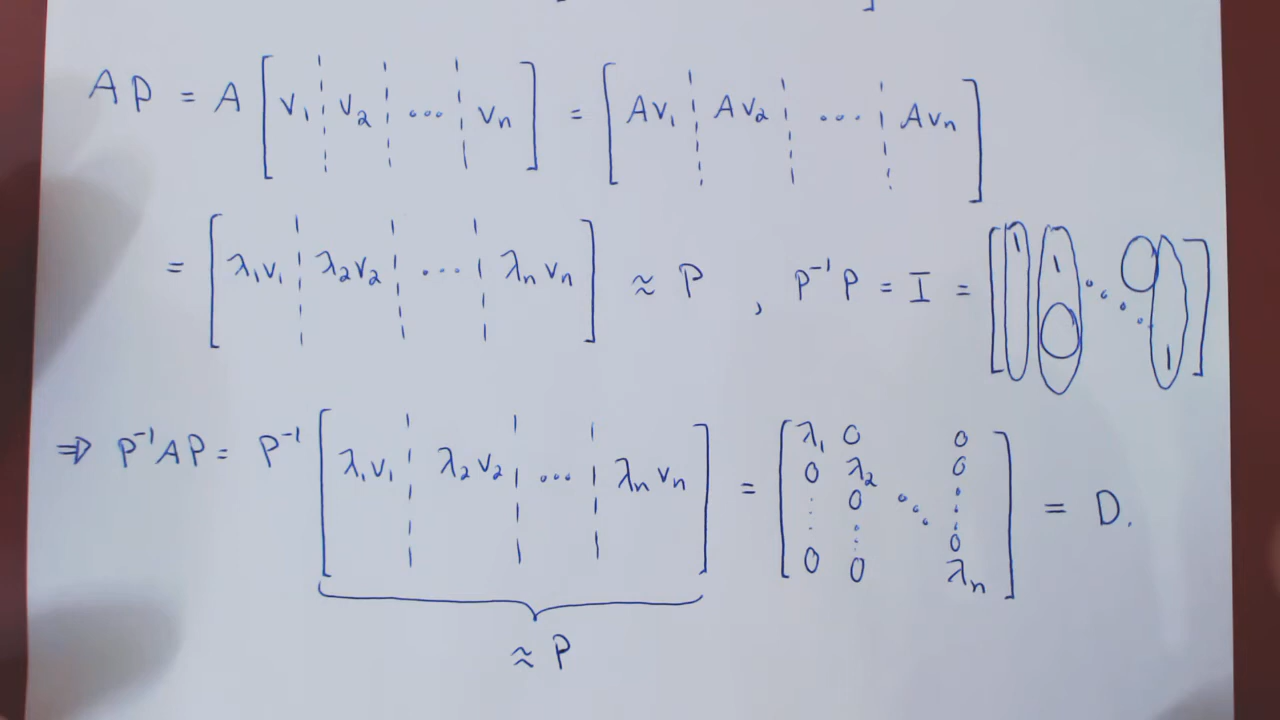 AP = A [ v₁ ¦ v₂ ¦ ... ¦ vₙ ] = [ Av₁ ¦ Av₂ ¦ ... ¦ Avₙ ]
= [ λ₁v₁ ¦ λ₂v₂ ¦ ... ¦ λₙvₙ ] ≈ P , P⁻¹P = I = [ 1 1 0 ⋱ 0 1 ]
⇒ P⁻¹AP = P⁻¹ [ λ₁v₁ ¦ λ₂v₂ ¦ ... ¦ λₙvₙ ] = [ λ₁ 0 0
0 λ₂ 0
⋮ 0 ⋱ ⋮
⋮ ⋮ 0
0 0 λₙ ] = D.
≈ P